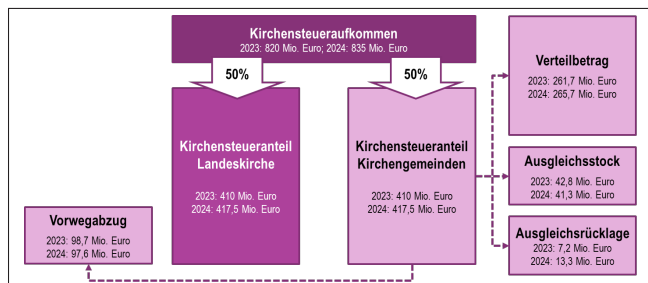 Kirchensteueraufkommen
2023: 820 Mio. Euro; 2024: 835 Mio. Euro
50%
50%
Kirchensteueranteil
Landeskirche
2023: 410 Mio. Euro
2024: 417,5 Mio. Euro
Kirchensteueranteil
Kirchengemeinden
2023: 410 Mio. Euro
2024: 417,5 Mio. Euro
Verteilbetrag
2023: 261,7 Mio. Euro
2024: 265,7 Mio. Euro
Ausgleichsstock
2023: 42,8 Mio. Euro
2024: 41,3 Mio. Euro
Ausgleichsrücklage
2023: 7,2 Mio. Euro
2024: 13,3 Mio. Euro
Vorwegabzug
2023: 98,7 Mio. Euro
2024: 97,6 Mio. Euro